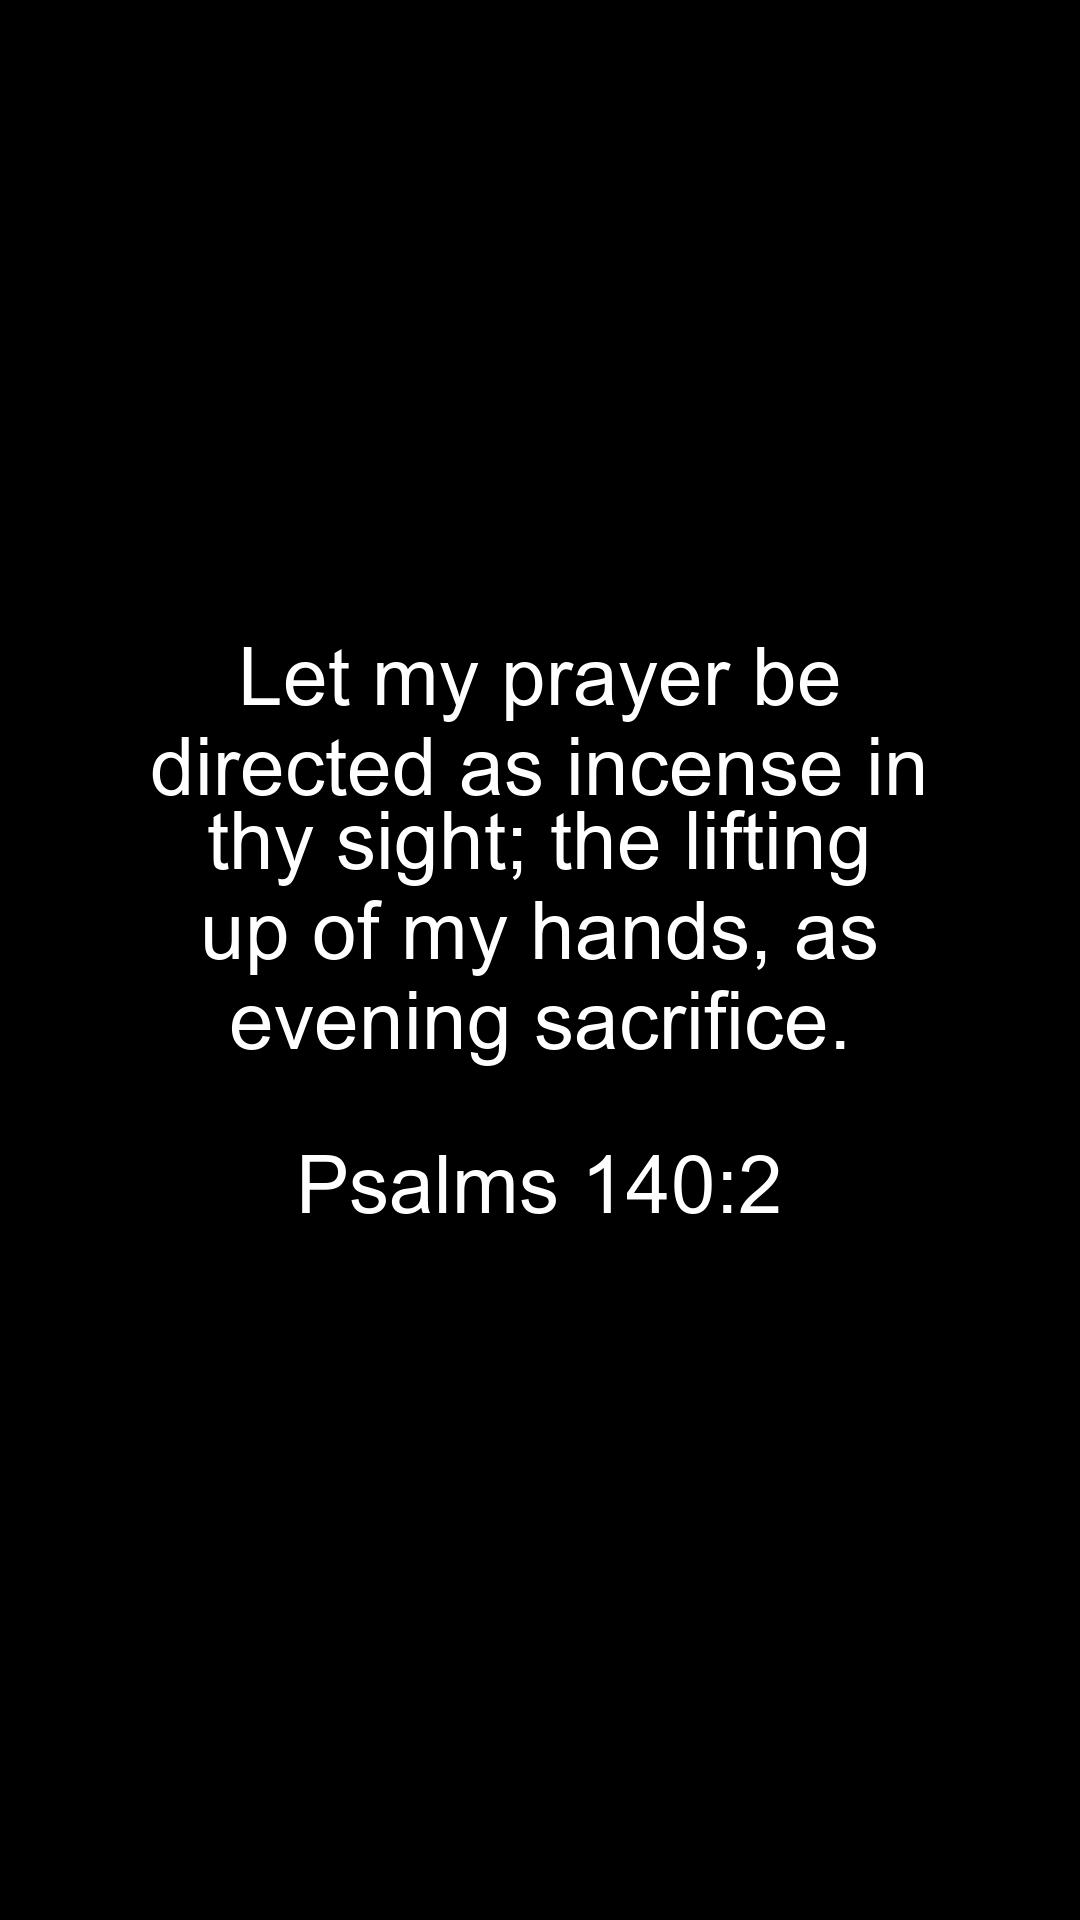 Let my prayer be
directed as incense in
thy sight; the lifting
up of my hands, as
evening sacrifice.
Psalms 140:2